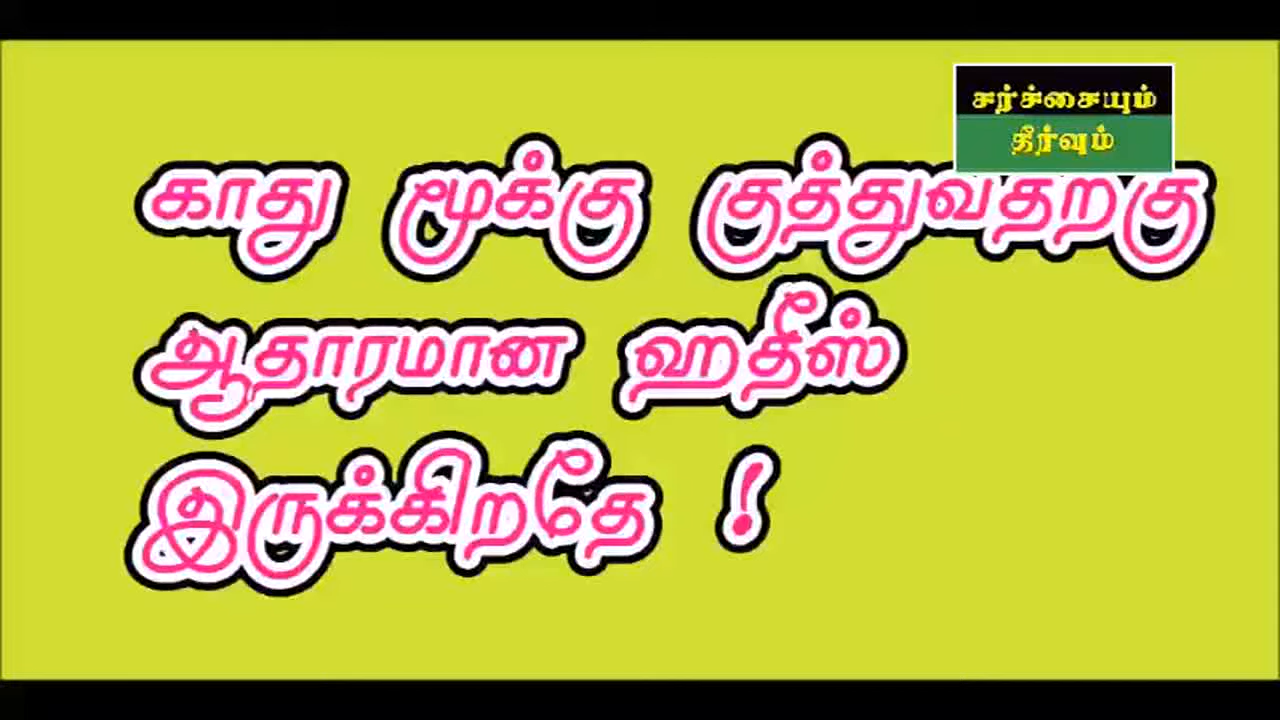 சர்ச்சையும்
தீர்வும்
காது மூக்கு குத்துவதறகு
ஆதாரமான ஹதீஸ்
இருக்கிறதே !